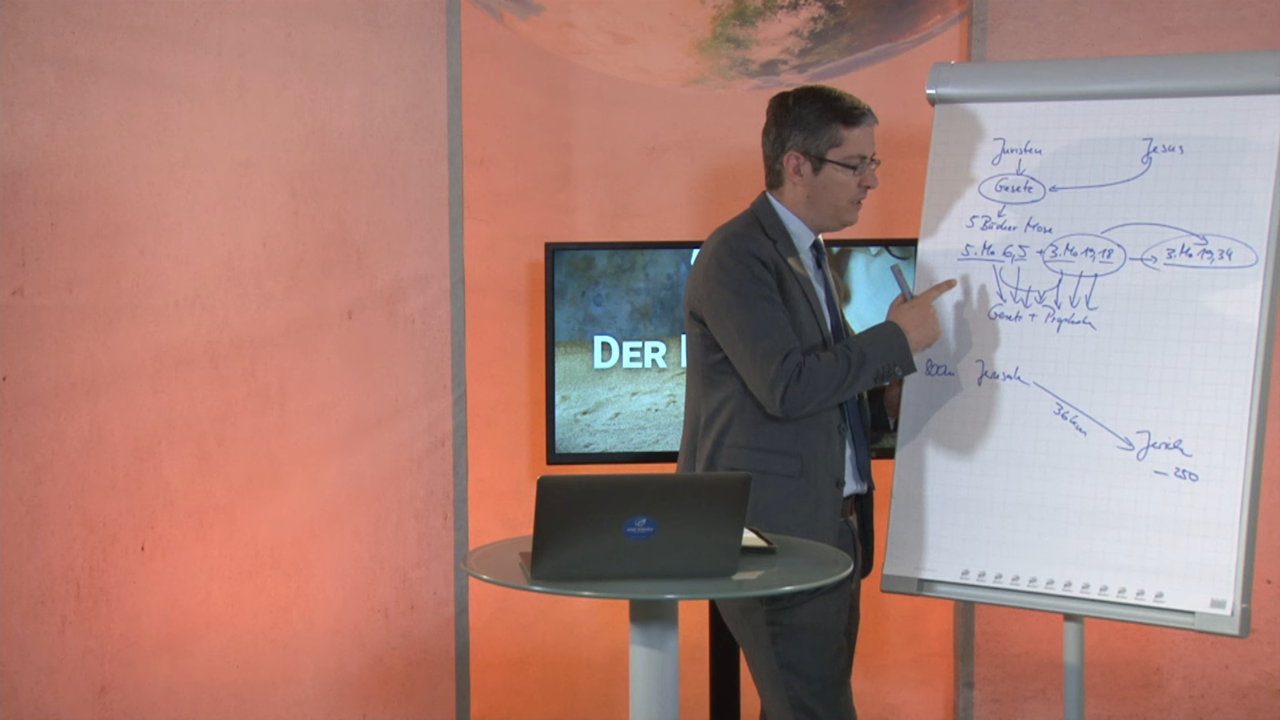 DER
Juristen Jesus
Gesetz
5 Bücher Mose
5. Mo 6,5 + 3. Mo 19,18 3. Mo 19,34
Gesetz + Propheten
800m Jerusalem
36km
Jericho
– 250